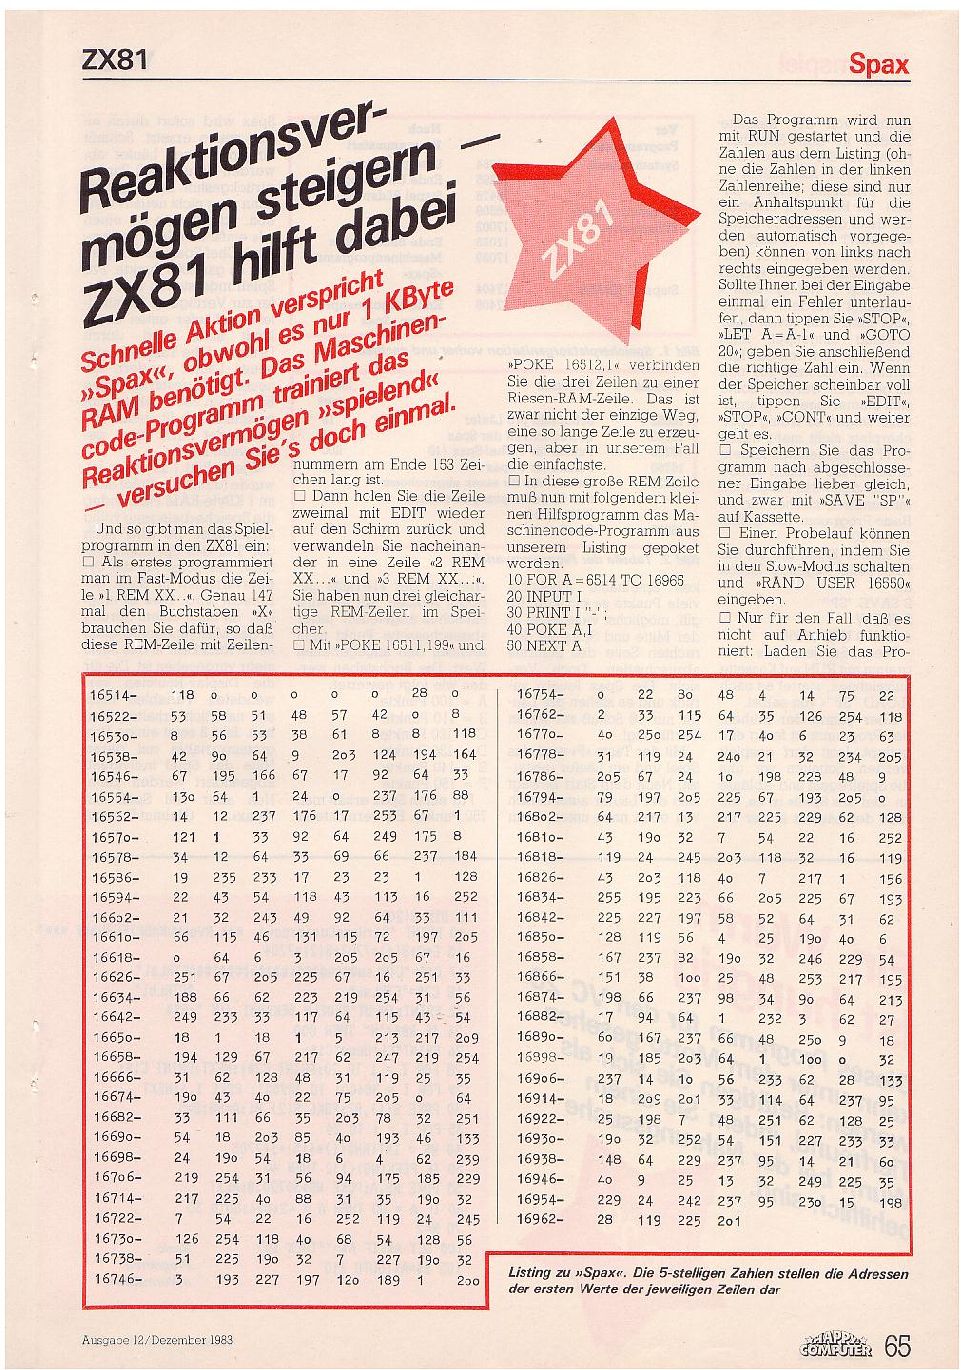 ZX81
Spax
Reaktionsver-
mögen steigern —
ZX81 hilft dabei
Schnelle Aktion verspricht
»Spax«, obwohl es nur 1 KByte
RAM benötigt. Das Maschinen-
code-Programm trainiert das
Reaktionsvermögen »spielend«
— versuchen Sie's doch einmal.
ZX81
Und so gibt man das Spiel-
programm in den ZX81 ein:
□ Als erstes programmiert
man im Fast-Modus die Zei-
le »1 REM XX...«. Genau 147
mal den Buchstaben »X«
brauchen Sie dafür, so daß
diese REM-Zeile mit Zeilen-
nummern am Ende 153 Zei-
chen lang ist.
□ Dann holen Sie die Zeile
zweimal mit EDIT wieder
auf den Schirm zurück und
verwandeln Sie nacheinan-
der in eine Zeile »2 REM
XX...« und »3 REM XX...«.
Sie haben nun drei gleichar-
tige REM-Zeilen im Spei-
cher.
□ Mit »POKE 16511,199« und
»POKE 16512,1« verbinden
Sie die drei Zeilen zu einer
Riesen-RAM-Zeile. Das ist
zwar nicht der einzige Weg,
eine so lange Zeile zu erzeu-
gen, aber in unserem Fall
die einfachste.
□ In diese große REM Zeile
muß nun mit folgendem klei-
nen Hilfsprogramm das Ma-
schinencode-Programm aus
unserem Listing gepoket
werden:
10 FOR A=6514 TO 16965
20 INPUT I
30 PRINT I "-";
40 POKE A,I
50 NEXT A
Das Programm wird nun
mit RUN gestartet und die
Zahlen aus dem Listing (oh-
ne die Zahlen in der linken
Zahlenreihe; diese sind nur
ein Anhaltspunkt für die
Speicheradressen und wer-
den automatisch vorgege-
ben) können von links nach
rechts eingegeben werden.
Sollte Ihnen bei der Eingabe
einmal ein Fehler unterlau-
fen, dann tippen Sie »STOP«,
»LET A=A-1« und »GOTO
20«; geben Sie anschließend
die richtige Zahl ein. Wenn
der Speicher scheinbar voll
ist, tippen Sie »EDIT«,
»STOP«, »CONT« und weiter
geht es.
□ Speichern Sie das Pro-
gramm nach abgeschlosse-
ner Eingabe lieber gleich,
und zwar mit »SAVE "SP"«
auf Kassette.
□ Einen Probelauf können
Sie durchführen, indem Sie
in den Slow-Modus schalten
und »RAND USER 16550«
eingeben.
□ Nur für den Fall, daß es
nicht auf Anhieb funktio-
niert: Laden Sie das Pro-
16514- 118 0 0 0 0 0 28 0
16522- 53 58 51 48 57 42 0 8
16530- 8 56 53 38 61 8 8 118
16538- 42 90 64 9 203 124 194 164
16546- 67 195 166 67 17 92 64 33
16554- 130 54 1 24 0 237 176 88
16562- 14 12 237 176 17 253 67 1
16570- 121 1 33 92 64 249 175 8
16578- 34 12 64 33 69 66 237 184
16586- 19 235 233 17 23 23 1 128
16594- 22 43 54 118 43 113 16 252
16602- 21 32 243 49 92 64 33 111
16610- 66 115 46 131 115 72 197 205
16618- 0 64 6 3 205 205 67 16
16626- 251 67 205 225 67 16 251 33
16634- 188 66 62 223 219 254 31 56
16642- 249 233 33 117 64 115 43 54
16650- 18 1 18 1 5 213 217 209
16658- 194 129 67 217 62 247 219 254
16666- 31 62 128 48 31 119 25 35
16674- 190 43 40 22 75 205 0 64
16682- 33 111 66 35 203 78 32 251
16690- 54 18 203 85 40 193 46 133
16698- 24 190 54 18 6 4 62 239
16706- 219 254 31 56 94 175 185 229
16714- 217 225 40 88 31 35 190 32
16722- 7 54 22 16 252 119 24 245
16730- 126 254 118 40 68 54 128 56
16738- 51 225 190 32 7 227 190 32
16746- 3 193 227 197 120 189 1 200
16754- 0 22 30 48 4 14 75 22
16762- 2 33 115 64 35 126 254 118
16770- 40 250 254 17 40 6 23 63
16778- 31 119 24 240 21 32 234 205
16786- 205 67 24 10 198 228 48 9
16794- 79 197 205 225 67 193 205 0
16802- 64 217 13 217 225 229 62 128
16810- 43 190 32 7 54 22 16 252
16818- 119 24 245 203 118 32 16 119
16826- 43 203 118 40 7 217 1 156
16834- 255 195 223 66 205 225 67 193
16842- 225 227 197 58 52 64 31 62
16850- 128 119 56 4 25 190 40 6
16858- 167 237 82 190 32 246 229 54
16866- 151 38 100 25 48 253 217 195
16874- 198 66 237 98 34 90 64 213
16882- 17 94 64 1 232 3 62 27
16890- 60 167 237 66 48 250 9 18
16898- 19 185 203 64 1 100 0 32
16906- 237 14 10 56 233 62 28 133
16914- 18 209 201 33 114 64 237 95
16922- 25 198 7 48 251 62 128 25
16930- 190 32 252 54 151 227 233 33
16938- 148 64 229 237 95 14 21 60
16946- 40 9 25 13 32 249 225 35
16954- 229 24 242 237 95 230 15 198
16962- 28 119 225 201
Listing zu »Spax«. Die 5-stelligen Zahlen stellen die Adressen
der ersten Werte der jeweiligen Zeilen dar
Ausgabe 12/Dezember 1983
HAPPY
COMPUTER
65